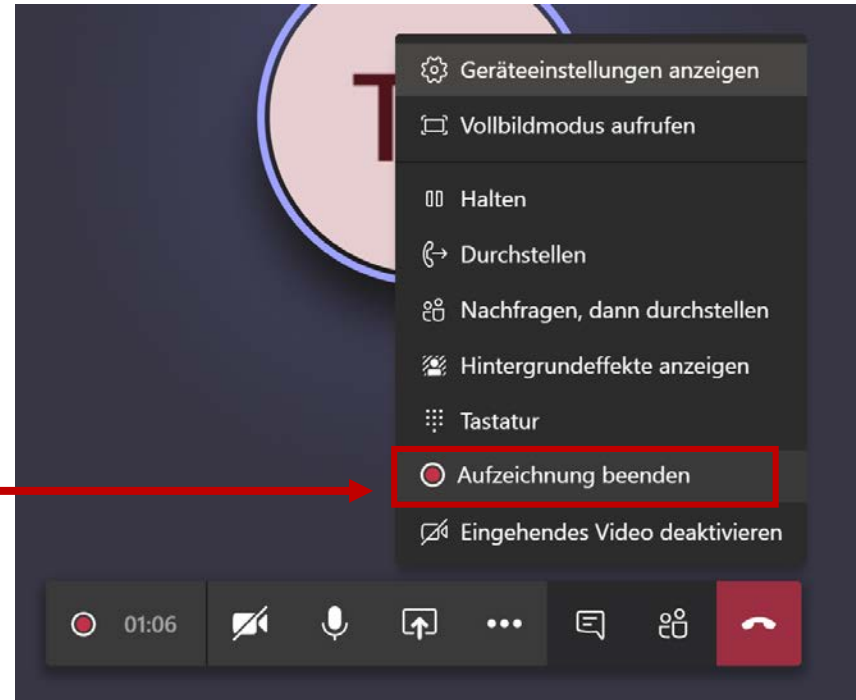 T
Geräteeinstellungen anzeigen
Vollbildmodus aufrufen
Halten
Durchstellen
Nachfragen, dann durchstellen
Hintergrundeffekte anzeigen
Tastatur
Aufzeichnung beenden
Eingehendes Video deaktivieren
01:06